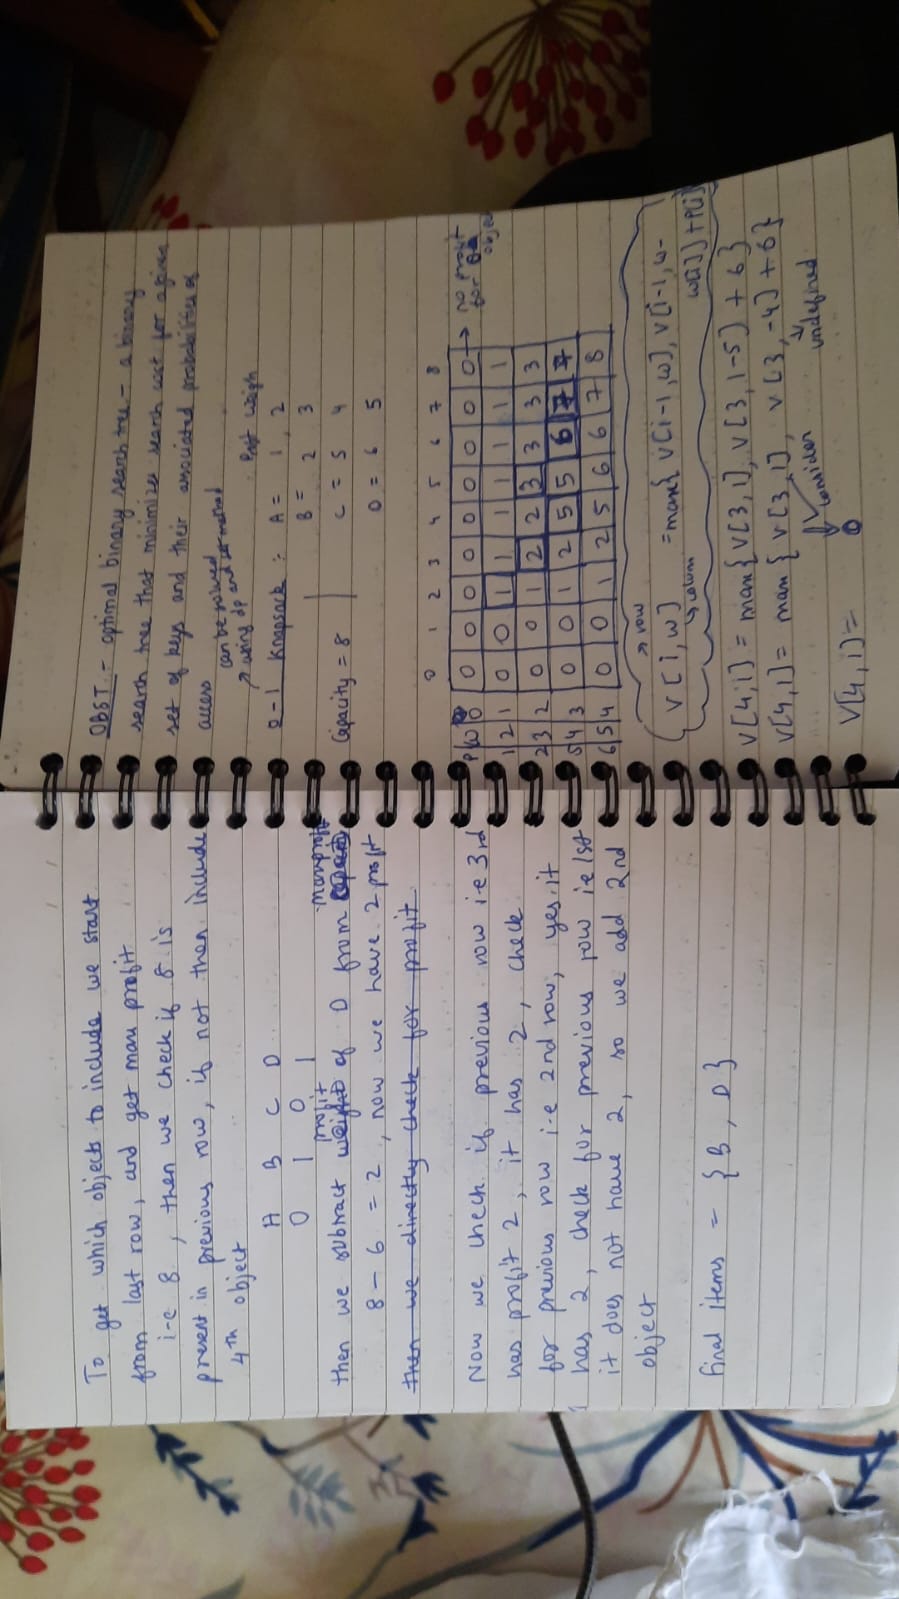 OBST - optimal binary search tree - a binary
search tree that minimizes search cost for a given
set of keys and their associated probabilities of
access
can be solved
using dp and method
Profit weigh
0-1 Knapsack : A = 1, 2
B = 2 3
Capacity = 8 C = 5 4
D = 6 5
0 1 2 3 4 5 6 7 8
P W 0 0 0 0 0 0 0 0 0 0 → no profit for object
1 2 1 0 0 1 1 1 1 1 1 1
2 3 2 0 0 1 2 2 3 3 3 3
5 4 3 0 0 1 2 5 5 6 7 7
6 5 4 0 0 1 2 5 6 6 7 8
→ row
V[i,w] = max{ V[i-1,w], V[i-1, w-
w[i]] + P[i]
→ column
V[4,1] = max{ V[3,1], V[3, 1-5] + 6}
V[4,1] = max{ V[3,1], V[3, -4] + 6}
consider undefined
V[4,1] = 0
To get which objects to include we start
from last row, and get max profit
i-e 8, then we check if 8 is
present in previous row, if not then include
4th object
A B C D
0 1 0 1
profit max profit
then we subtract weight of D from capacity
8 - 6 = 2, now we have 2 profit
then we directly check for profit
Now we check if previous row i-e 3rd
has profit 2, it has 2, check
for previous row i-e 2nd row, yes it
has 2, check for previous row ie 1st
it does not have 2, so we add 2nd
object
Final items = { B, D }